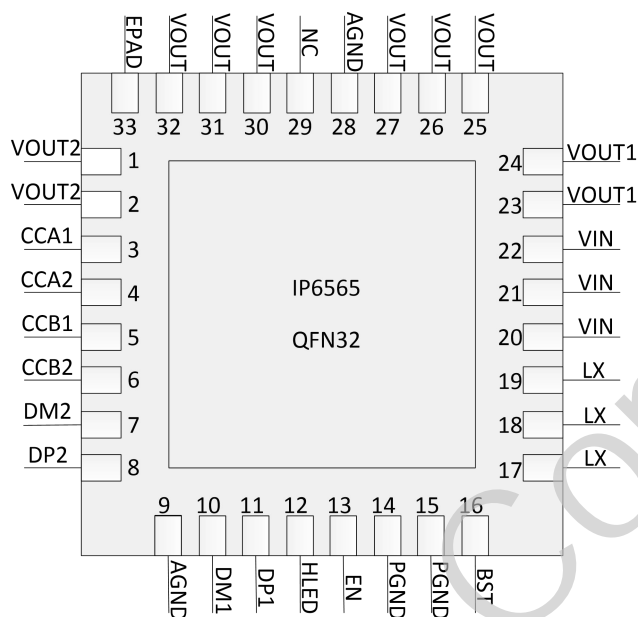 EPAD VOUT VOUT VOUT NC AGND VOUT VOUT VOUT
33 32 31 30 29 28 27 26 25
VOUT2 1 24 VOUT1
VOUT2 2 23 VOUT1
CCA1 3 22 VIN
CCA2 4 21 VIN
IP6565
CCB1 5 20 VIN
QFN32
CCB2 6 19 LX
DM2 7 18 LX
DP2 8 17 LX
9 10 11 12 13 14 15 16
AGND DM1 DP1 HLED EN PGND PGND BST